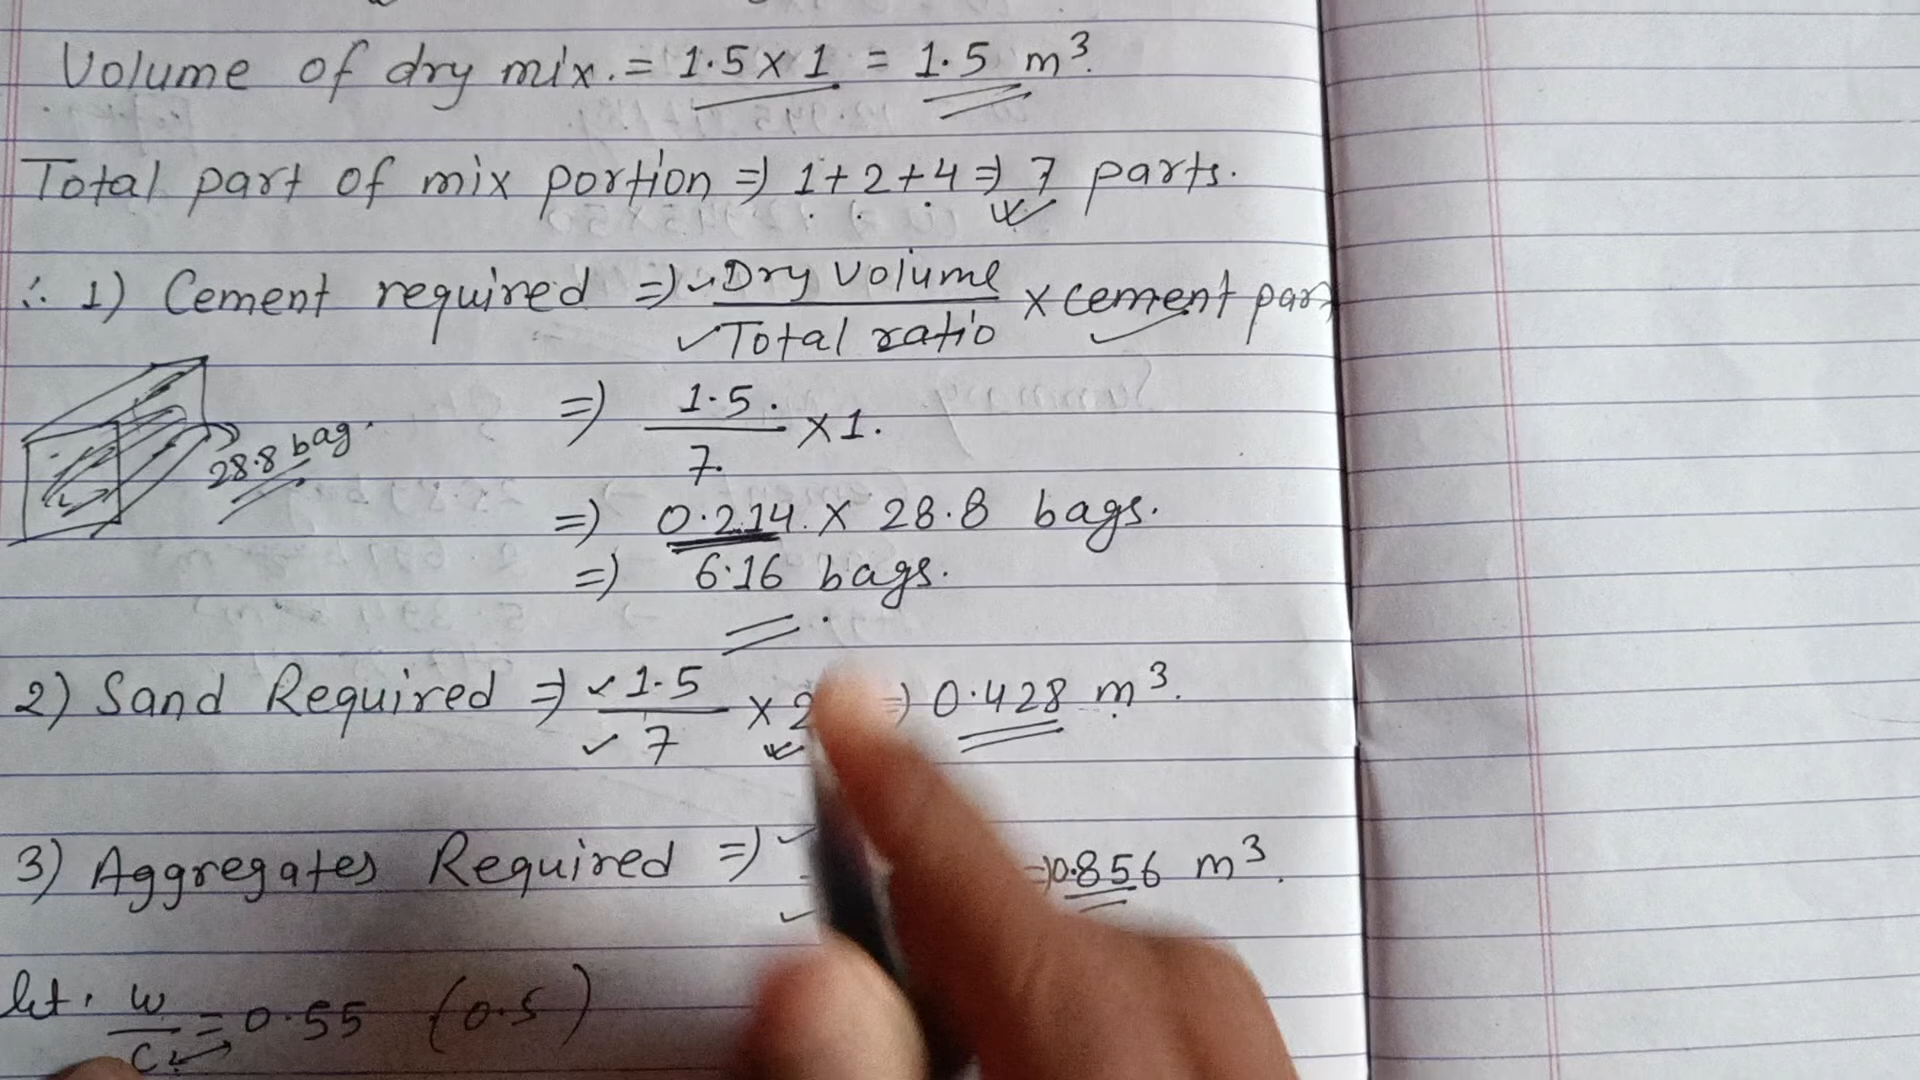 Volume of dry mix. = 1.5 x 1 = 1.5 m³.
Total part of mix portion ⇒ 1+2+4 ⇒ 7 parts.
∴ 1) Cement required ⇒ Dry Volume / Total ratio x cement part
⇒ 1.5 / 7 x 1.
28.8 bag.
⇒ 0.214 x 28.8 bags.
⇒ 6.16 bags.
2) Sand Required ⇒ 1.5 / 7 x 2 ⇒ 0.428 m³.
3) Aggregates Required ⇒ ⇒ 0.856 m³.
let, w/c = 0.55 (0.5)